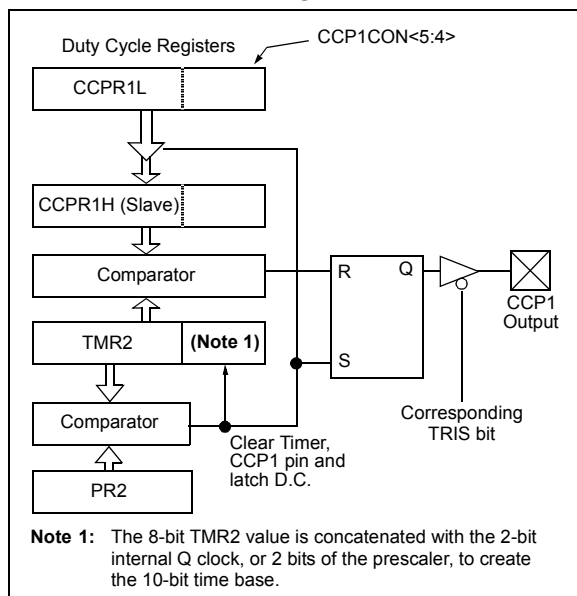 Duty Cycle Registers
CCP1CON<5:4>
CCPR1L
CCPR1H (Slave)
Comparator
R
Q
S
CCP1
Output
TMR2
(Note 1)
Comparator
Corresponding
TRIS bit
Clear Timer,
CCP1 pin and
latch D.C.
PR2
Note 1: The 8-bit TMR2 value is concatenated with the 2-bit
internal Q clock, or 2 bits of the prescaler, to create
the 10-bit time base.